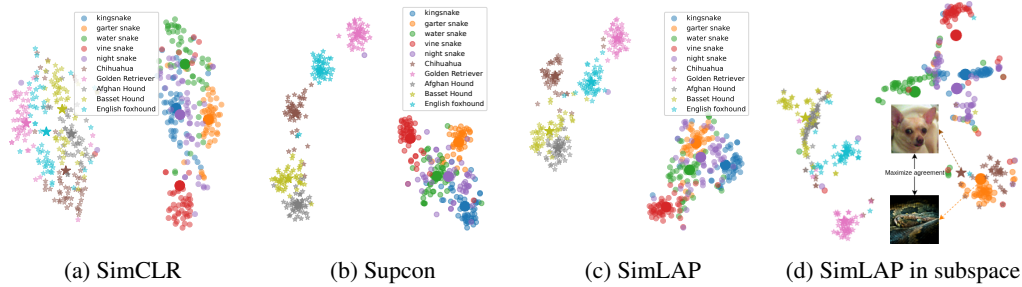 kingsnake
garter snake
water snake
vine snake
night snake
Chihuahua
Golden Retriever
Afghan Hound
Basset Hound
English foxhound
kingsnake
garter snake
water snake
vine snake
night snake
Chihuahua
Golden Retriever
Afghan Hound
Basset Hound
English foxhound
kingsnake
garter snake
water snake
vine snake
night snake
Chihuahua
Golden Retriever
Afghan Hound
Basset Hound
English foxhound
Maximize agreement
(a) SimCLR
(b) Supcon
(c) SimLAP
(d) SimLAP in subspace